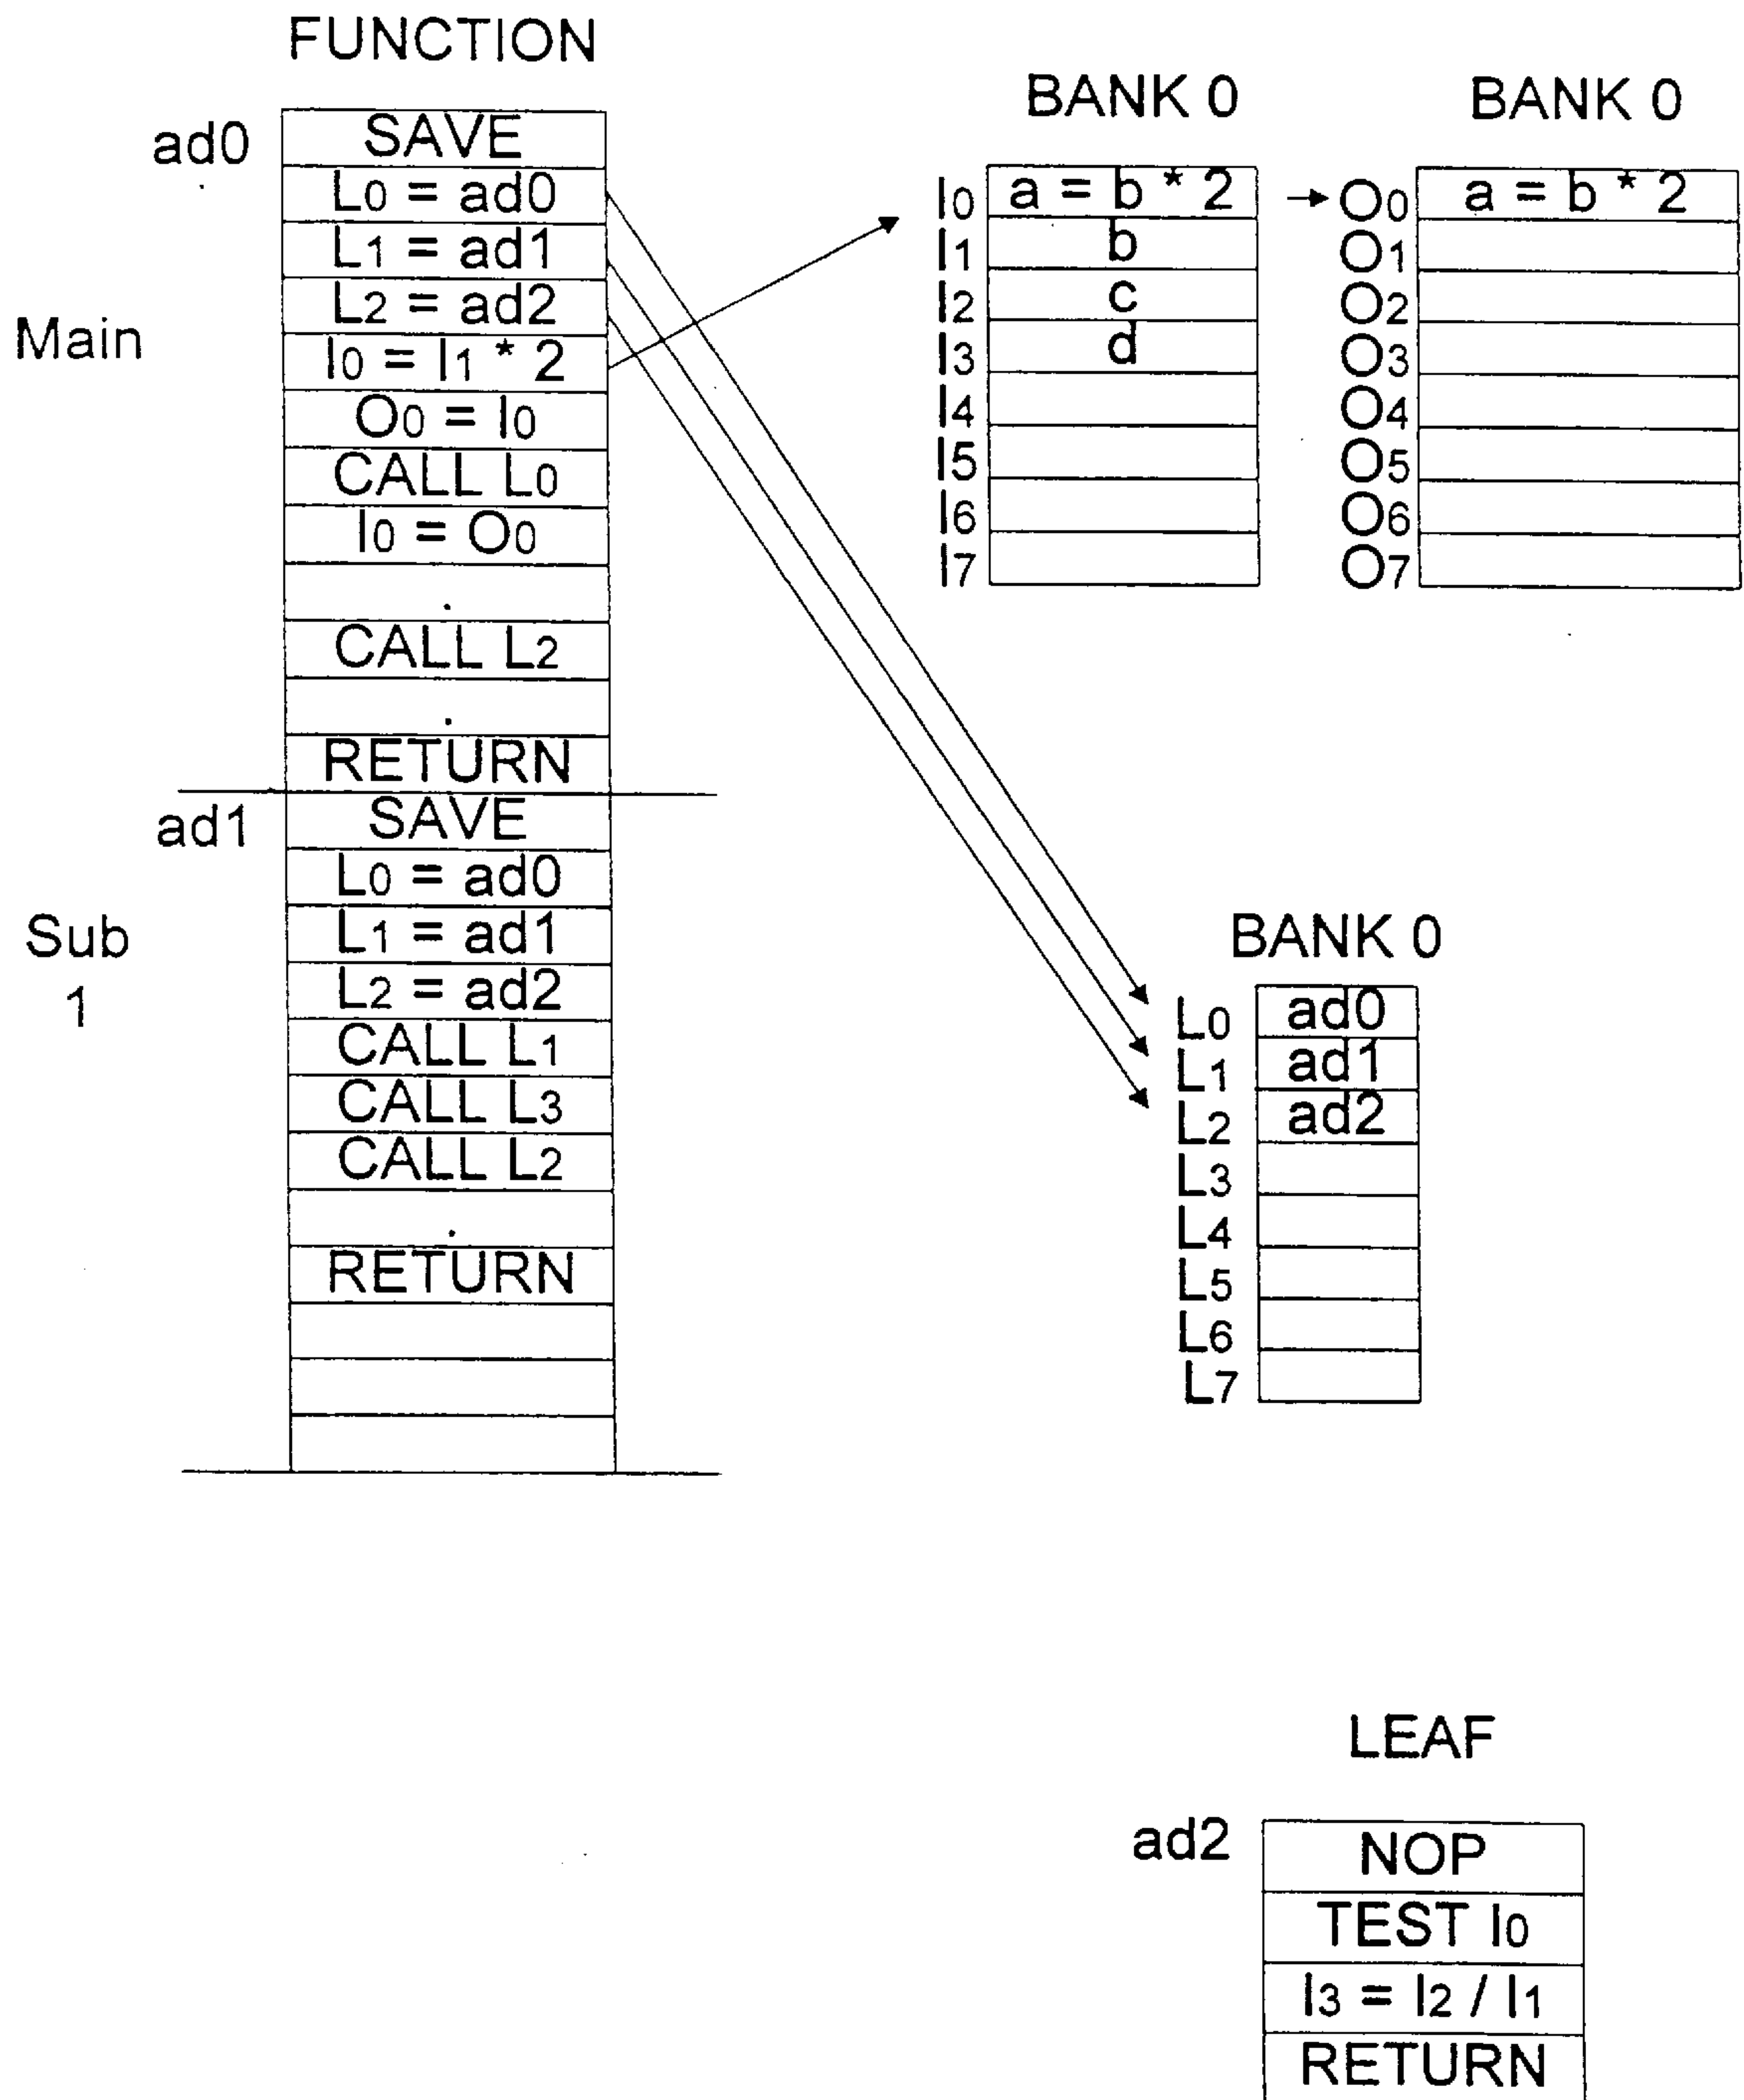 FUNCTION
ad0
SAVE
L0 = ad0
L1 = ad1
L2 = ad2
Main
I0 = I1 * 2
O0 = I0
CALL L0
I0 = O0
.
CALL L2
.
RETURN
ad1
SAVE
L0 = ad0
L1 = ad1
L2 = ad2
Sub
1
CALL L1
CALL L3
CALL L2
.
RETURN
BANK 0
I0 a = b * 2
I1 b
I2 c
I3 d
I4
I5
I6
I7
BANK 0
O0 a = b * 2
O1
O2
O3
O4
O5
O6
O7
BANK 0
L0 ad0
L1 ad1
L2 ad2
L3
L4
L5
L6
L7
LEAF
ad2
NOP
TEST I0
I3 = I2 / I1
RETURN